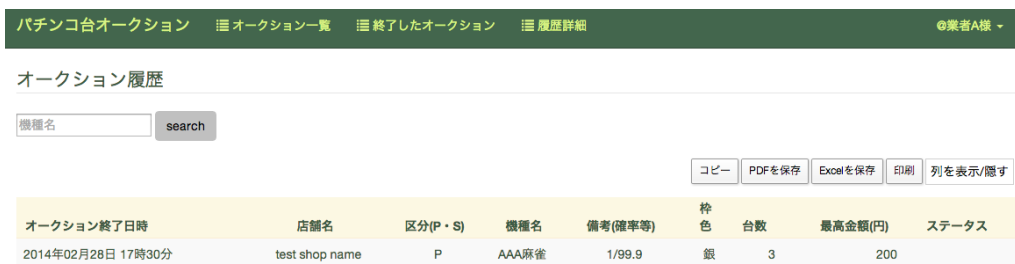 パチンコ台オークション オークション一覧 終了したオークション 履歴詳細 @業者A様
オークション履歴
機種名 search
コピー PDFを保存 Excelを保存 印刷 列を表示/隠す
オークション終了日時 店舗名 区分(P・S) 機種名 備考(確率等) 枠色 台数 最高金額(円) ステータス
2014年02月28日 17時30分 test shop name P AAA麻雀 1/99.9 銀 3 200